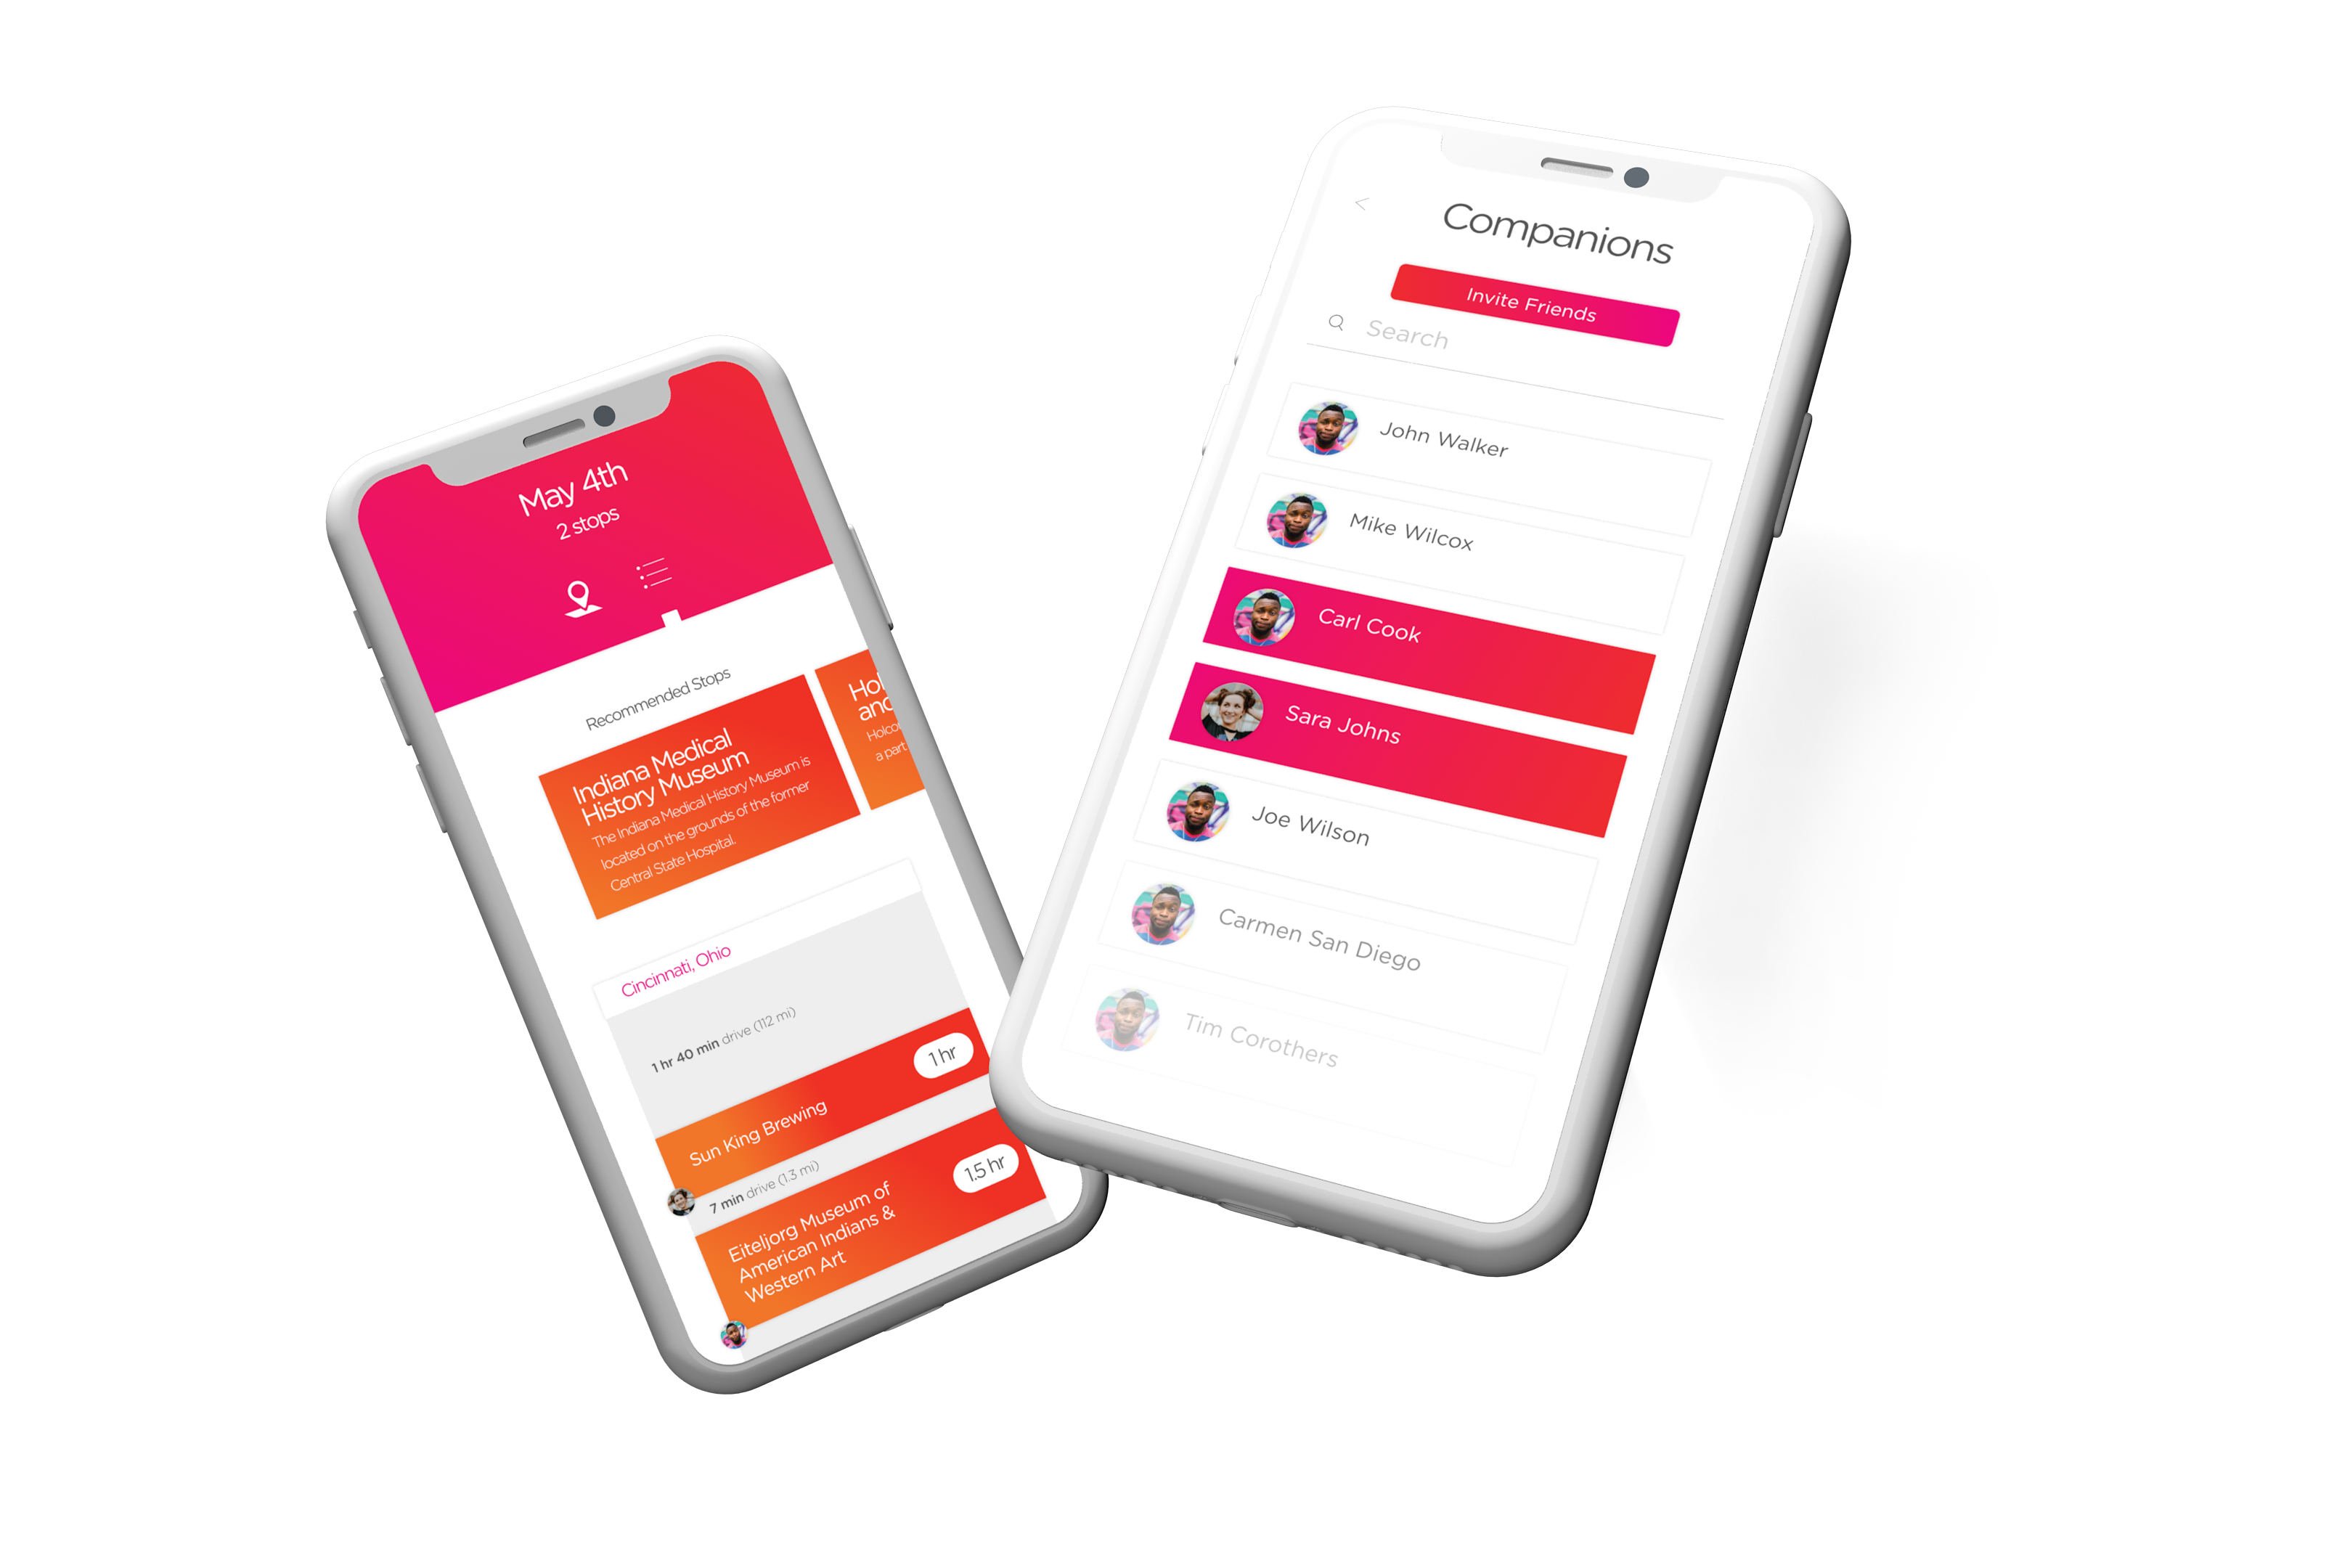 May 4th
2 stops
Recommended Stops
Indiana Medical
History Museum
The Indiana Medical History Museum is
located on the grounds of the former
Central State Hospital.
a part
Cincinnati, Ohio
1 hr 40 min drive (112 mi)
Sun King Brewing
1 hr
7 min drive (1.3 mi)
Eiteljorg Museum of
American Indians &
Western Art
1.5 hr
<
Companions
Invite Friends
Search
John Walker
Mike Wilcox
Carl Cook
Sara Johns
Joe Wilson
Carmen San Diego
Tim Corothers